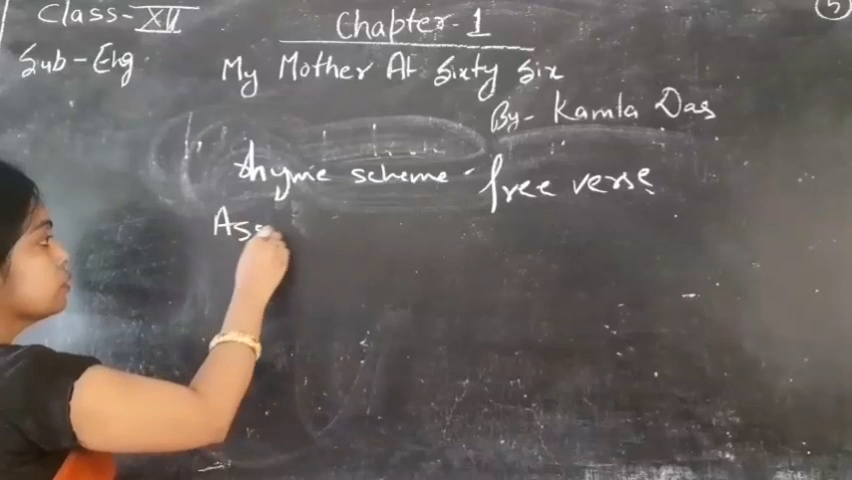 Class - XII
Chapter - 1
5
Sub - Eng
My Mother At Sixty Six
By - Kamla Das
rhyme scheme - free verse
Ass